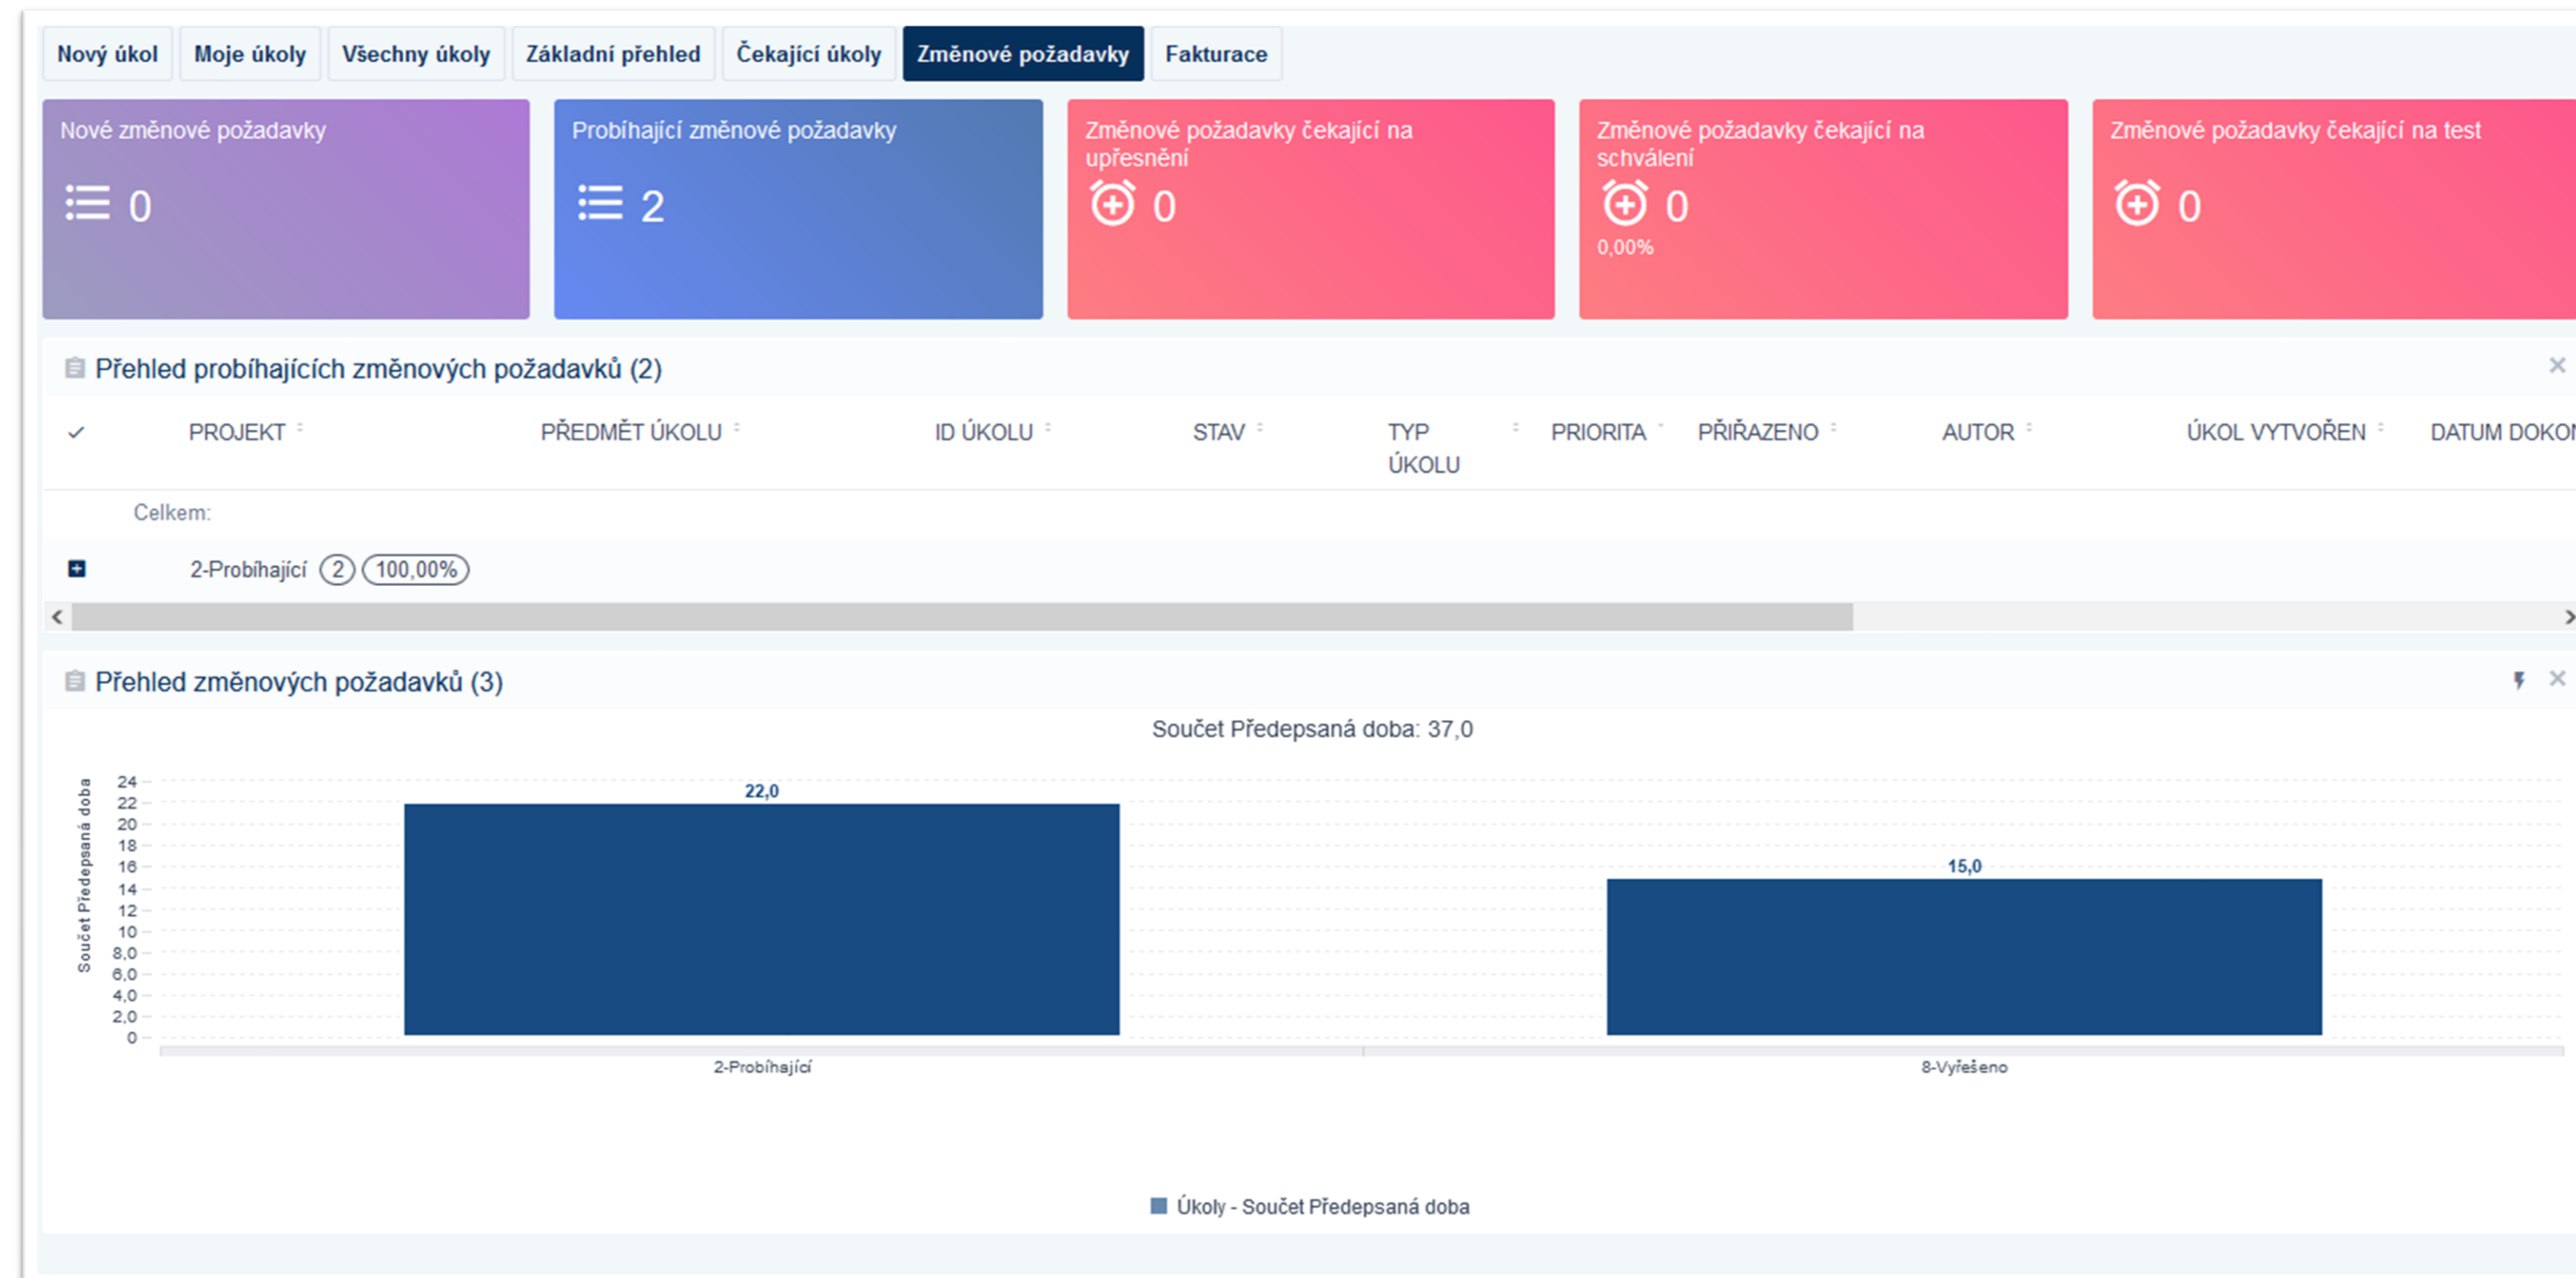 Nový úkol Moje úkoly Všechny úkoly Základní přehled Čekající úkoly Změnové požadavky Fakturace
Nové změnové požadavky
0
Probíhající změnové požadavky
2
Změnové požadavky čekající na
upřesnění
0
Změnové požadavky čekající na
schválení
0
0,00%
Změnové požadavky čekající na test
0
Přehled probíhajících změnových požadavků (2)
PROJEKT PŘEDMĚT ÚKOLU ID ÚKOLU STAV TYP ÚKOLU PRIORITA PŘIŘAZENO AUTOR ÚKOL VYTVOŘEN DATUM DOKON
Celkem:
2-Probíhající 2 100,00%
Přehled změnových požadavků (3)
Součet Předepsaná doba: 37,0
Součet Předepsaná doba
24
22
20
18
16
14
12
10
8,0
6,0
4,0
2,0
0
22,0
15,0
2-Probíhající 8-Vyřešeno
Úkoly - Součet Předepsaná doba